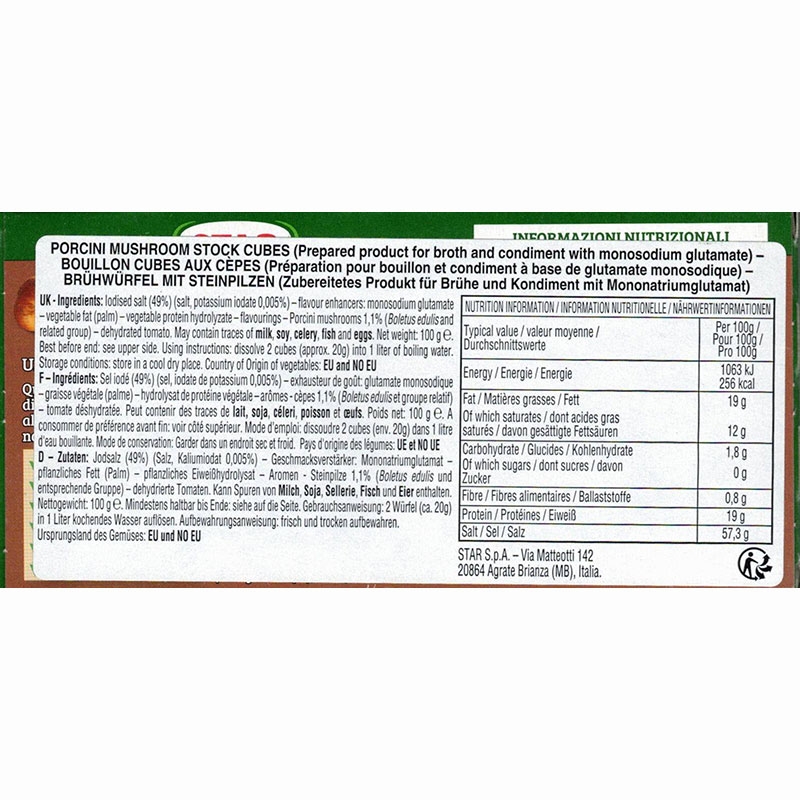 STAR
INFORMAZIONI NUTRIZIONALI
PORCINI MUSHROOM STOCK CUBES (Prepared product for broth and condiment with monosodium glutamate) –
BOUILLON CUBES AUX CÈPES (Préparation pour bouillon et condiment à base de glutamate monosodique) –
BRÜHWÜRFEL MIT STEINPILZEN (Zubereitetes Produkt für Brühe und Kondiment mit Mononatriumglutamat)
UK - Ingredients: Iodised salt (49%) (salt, potassium iodate 0,005%) – flavour enhancers: monosodium glutamate
– vegetable fat (palm) – vegetable protein hydrolyzate – flavourings – Porcini mushrooms 1,1% (Boletus edulis and
related group) – dehydrated tomato. May contain traces of milk, soy, celery, fish and eggs. Net weight: 100 g ℮.
Best before end: see upper side. Using instructions: dissolve 2 cubes (approx. 20g) into 1 liter of boiling water.
Storage conditions: store in a cool dry place. Country of Origin of vegetables: EU and NO EU
F – Ingrédients: Sel iodé (49%) (sel, iodate de potassium 0,005%) – exhausteur de goût: glutamate monosodique
– graisse végétale (palme) – hydrolysat de protéine végétale – arômes - cèpes 1,1% (Boletus edulis et groupe relatif)
– tomate déshydratée. Peut contenir des traces de lait, soja, céleri, poisson et œufs. Poids net: 100 g ℮. A
consommer de préférence avant fin: voir côté supérieur. Mode d'emploi: dissoudre 2 cubes (env. 20g) dans 1 litre
d'eau bouillante. Mode de conservation: Garder dans un endroit sec et froid. Pays d'origine des légumes: UE et NO UE
D – Zutaten: Jodsalz (49%) (Salz, Kaliumiodat 0,005%) – Geschmacksverstärker: Mononatriumglutamat –
pflanzliches Fett (Palm) – pflanzliches Eiweißhydrolysat – Aromen - Steinpilze 1,1% (Boletus edulis und
entsprechende Gruppe) – dehydrierte Tomaten. Kann Spuren von Milch, Soja, Sellerie, Fisch und Eier enthalten.
Nettogewicht: 100 g ℮. Mindestens haltbar bis Ende: siehe auf die Seite. Gebrauchsanweisung: 2 Würfel (ca. 20g)
in 1 Liter kochendes Wasser auflösen. Aufbewahrungsanweisung: frisch und trocken aufbewahren.
Ursprungsland des Gemüses: EU und NO EU
NUTRITION INFORMATION / INFORMATION NUTRITIONELLE / NÄHRWERTINFORMATIONEN
Typical value / valeur moyenne /
Durchschnittswerte
Per 100g /
Pour 100g /
Pro 100g
Energy / Energie / Energie
1063 kJ
256 kcal
Fat / Matières grasses / Fett
19 g
Of which saturates / dont acides gras
saturés / davon gesättigte Fettsäuren
12 g
Carbohydrate / Glucides / Kohlenhydrate
1,8 g
Of which sugars / dont sucres / davon
Zucker
0 g
Fibre / Fibres alimentaires / Ballaststoffe
0,8 g
Protein / Protéines / Eiweiß
19 g
Salt / Sel / Salz
57,3 g
STAR S.p.A. – Via Matteotti 142
20864 Agrate Brianza (MB), Italia.